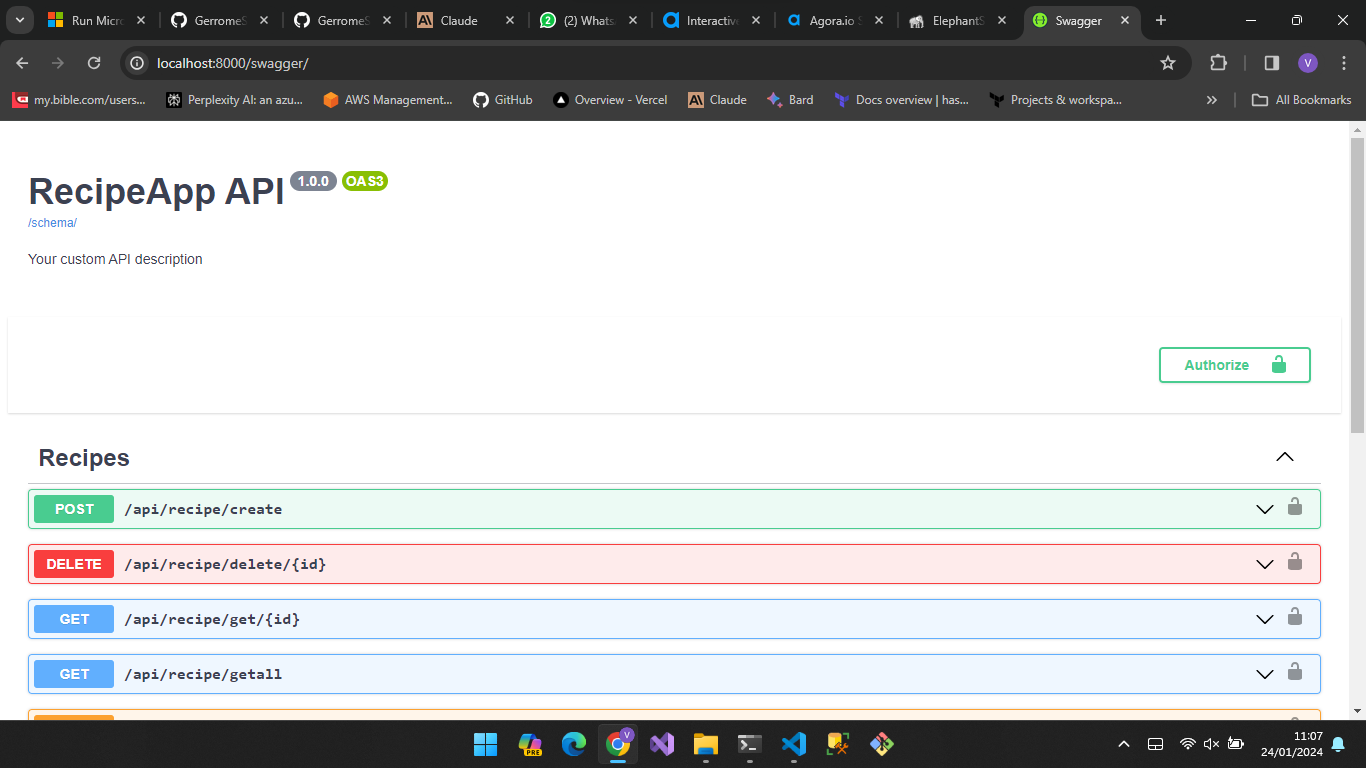 Run Micro
GerromeS
GerromeS
Claude
(2) Whats
Interactive
Agora.io S
ElephantS
Swagger
localhost:8000/swagger/
V
my.bible.com/users...
Perplexity AI: an azu...
AWS Management...
GitHub
Overview - Vercel
Claude
Bard
Docs overview | has...
Projects & workspa...
All Bookmarks
RecipeApp API 1.0.0 OAS3
/schema/
Your custom API description
Authorize
Recipes
POST /api/recipe/create
DELETE /api/recipe/delete/{id}
GET /api/recipe/get/{id}
GET /api/recipe/getall
PRE
V
11:07
24/01/2024